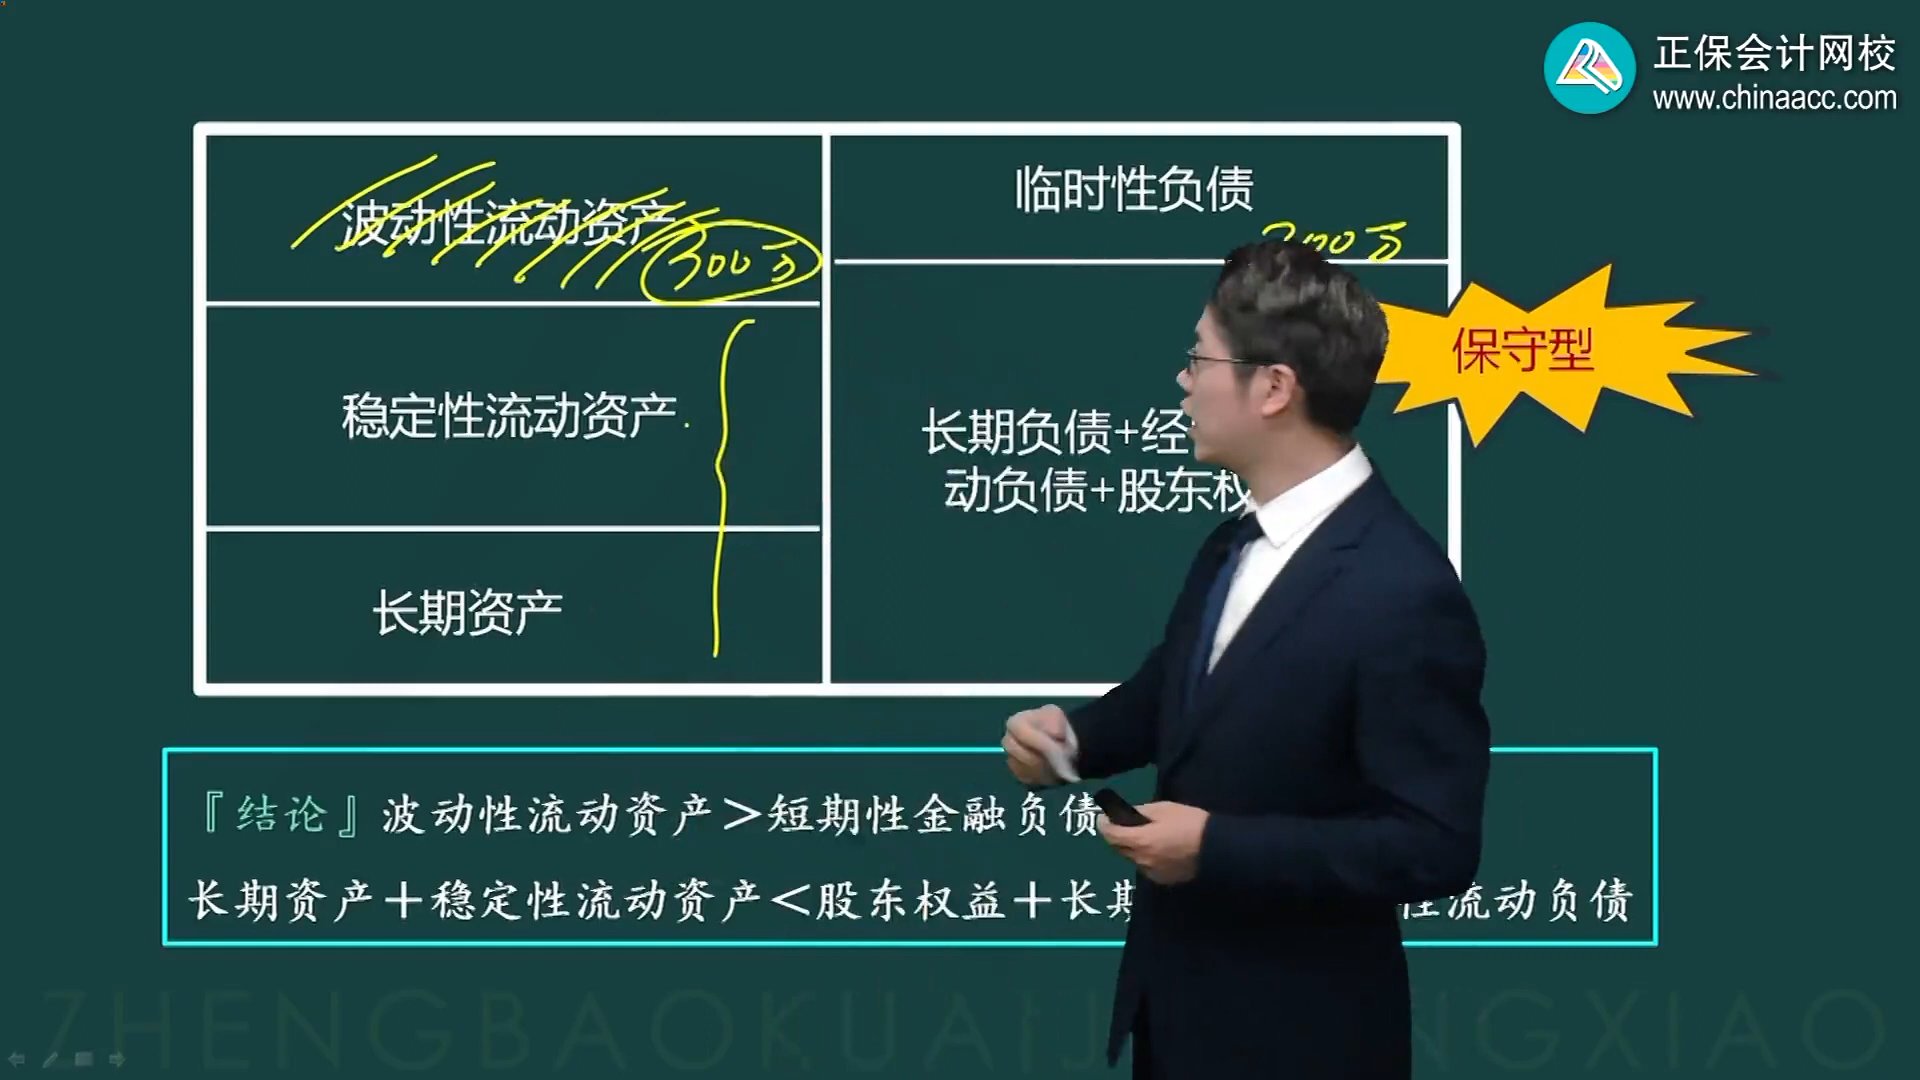 正保会计网校
www.chinaacc.com
波动性流动资产
300万
临时性负债
00万
保守型
稳定性流动资产
长期负债+经
动负债+股东权
长期资产
『结论』波动性流动资产＞短期性金融负债
长期资产＋稳定性流动资产＜股东权益＋长期 性流动负债
ZHENGBAOKUAIJ NGXIAO